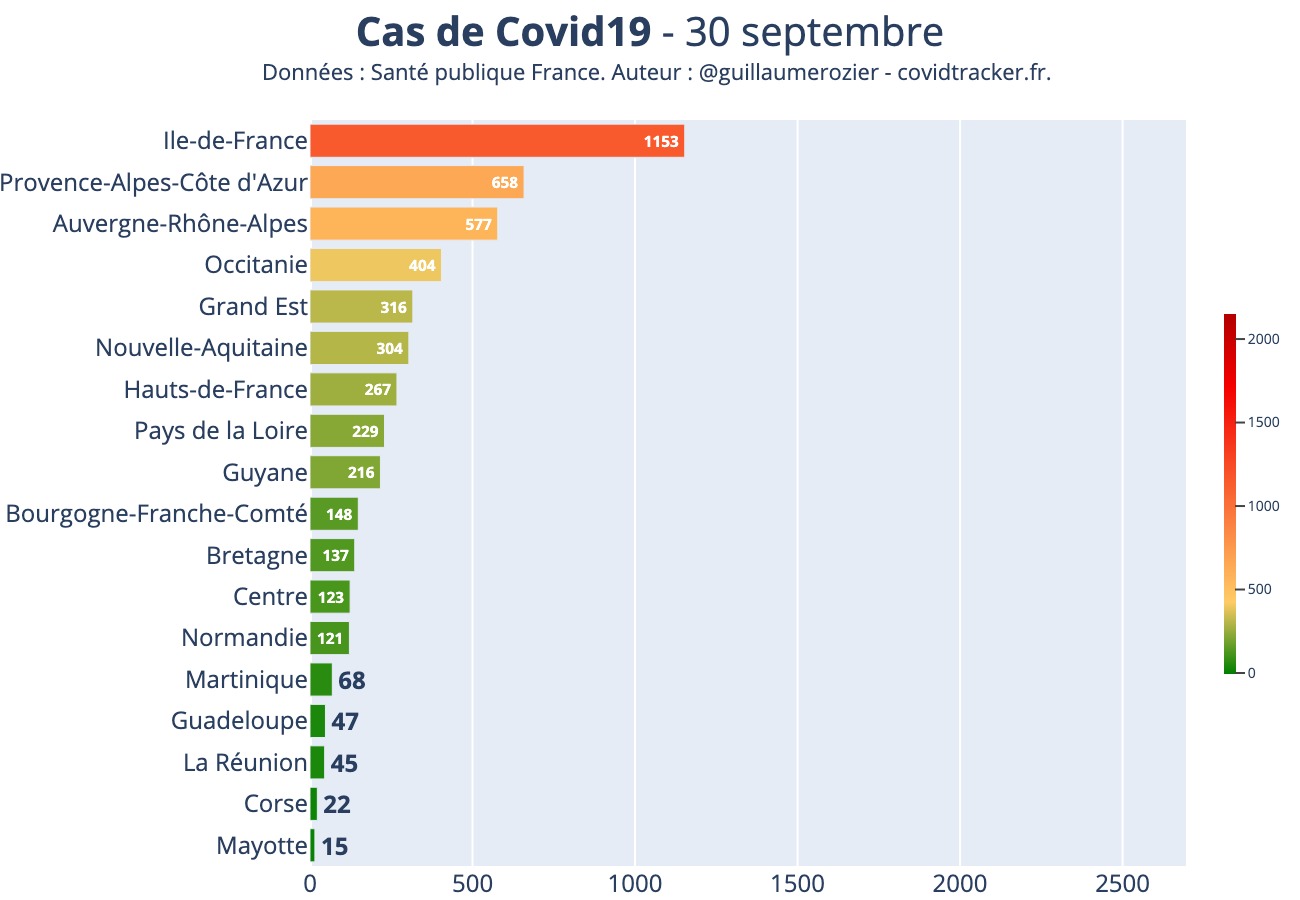 Cas de Covid19 - 30 septembre
Données : Santé publique France. Auteur : @guillaumerozier - covidtracker.fr.
Ile-de-France 1153
Provence-Alpes-Côte d'Azur 658
Auvergne-Rhône-Alpes 577
Occitanie 404
Grand Est 316
Nouvelle-Aquitaine 304
Hauts-de-France 267
Pays de la Loire 229
Guyane 216
Bourgogne-Franche-Comté 148
Bretagne 137
Centre 123
Normandie 121
Martinique 68
Guadeloupe 47
La Réunion 45
Corse 22
Mayotte 15
0 500 1000 1500 2000 2500
2000
1500
1000
500
0